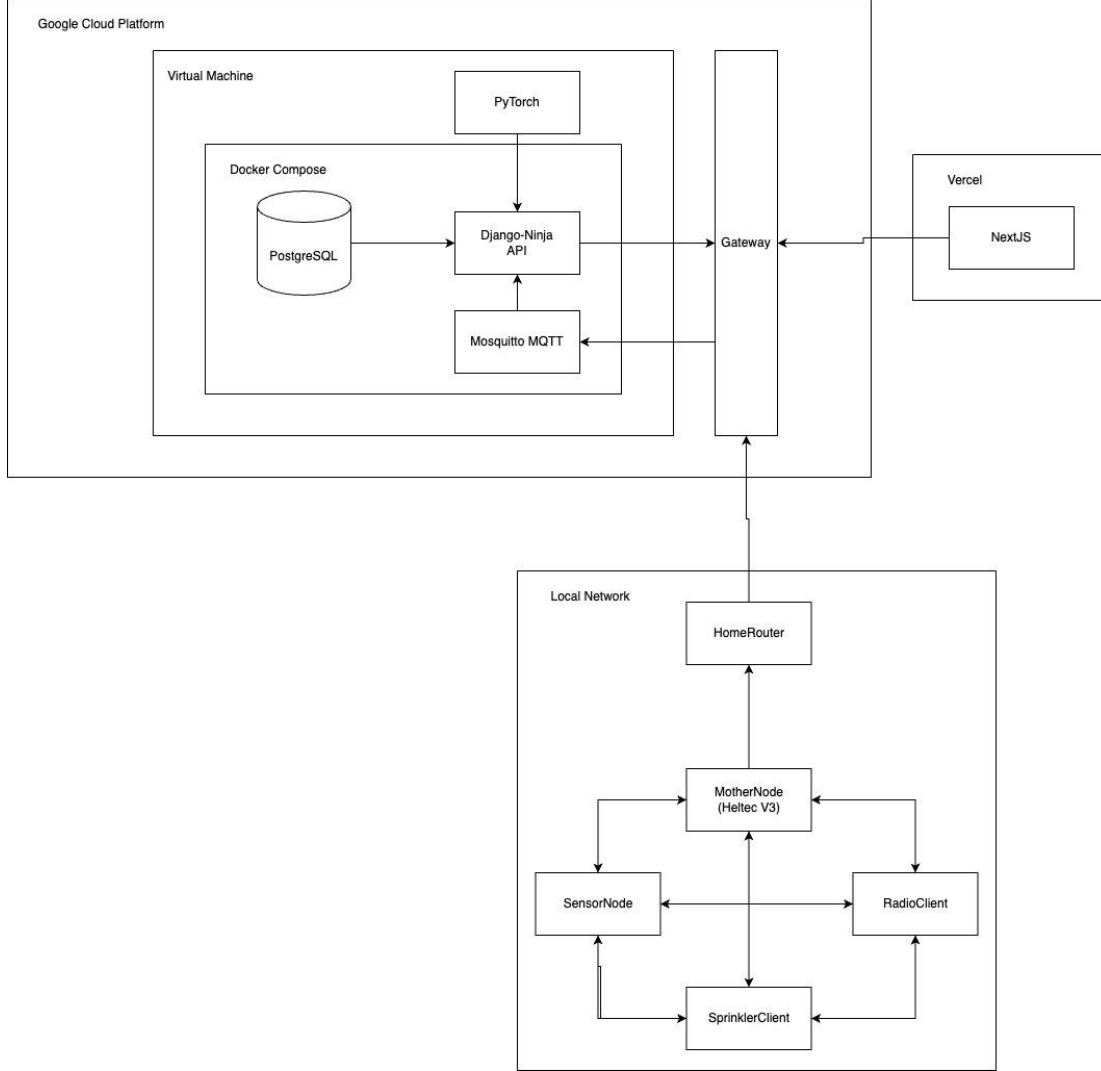 Google Cloud Platform
Virtual Machine
PyTorch
Docker Compose
PostgreSQL
Django-Ninja
API
Mosquitto MQTT
Gateway
Vercel
NextJS
Local Network
HomeRouter
MotherNode
(Heltec V3)
SensorNode
RadioClient
SprinklerClient